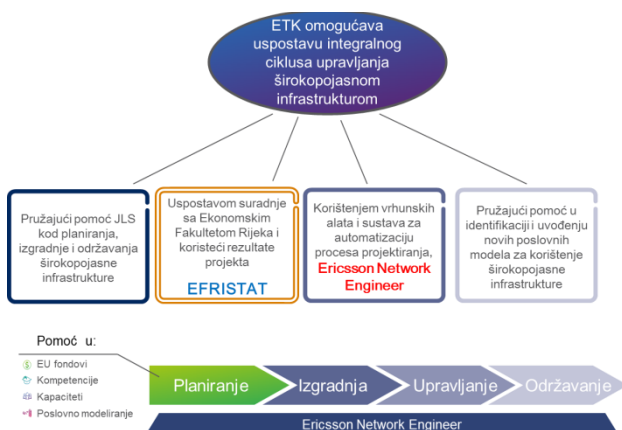 ETK omogućava
uspostavu integralnog
ciklusa upravljanja
širokopojasnom
infrastrukturom
Pružajući pomoć JLS
kod planiranja,
izgradnje i održavanja
širokopojasne
infrastrukture
Uspostavom suradnje
sa Ekonomskim
Fakultetom Rijeka i
koristeći rezultate
projekta
EFRISTAT
Korištenjem vrhunskih
alata i sustava za
automatizaciju
procesa projektiranja,
Ericsson Network
Engineer
Pružajući pomoć u
identifikaciji i uvođenju
novih poslovnih
modela za korištenje
širokopojasne
infrastrukture
Pomoć u:
EU fondovi
Kompetencije
Kapaciteti
Poslovno modeliranje
Planiranje
Izgradnja
Upravljanje
Održavanje
Ericsson Network Engineer